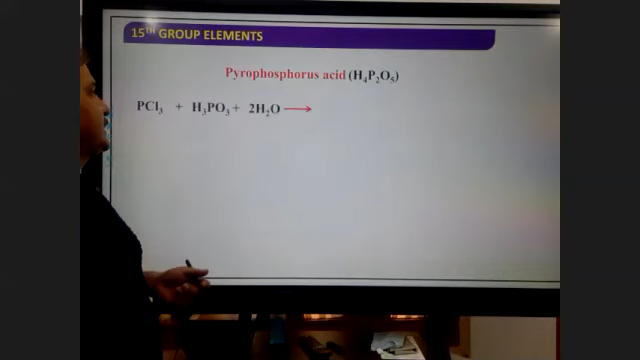 15TH GROUP ELEMENTS
Pyrophosphorus acid (H₄P₂O₅)
PCl₃ + H₃PO₃ + 2H₂O ⟶